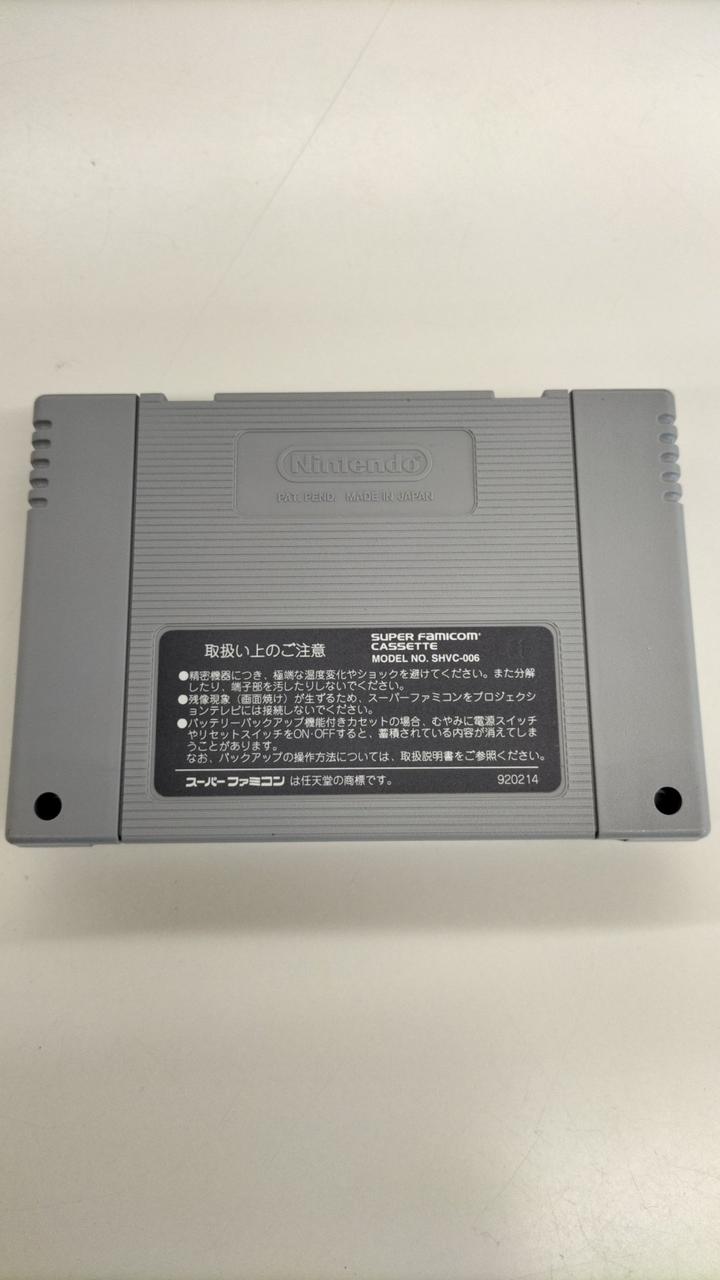 Nintendo®
PAT. PEND. MADE IN JAPAN
取扱い上のご注意
SUPER FAMICOM®
CASSETTE
MODEL NO. SHVC-006
●精密機器につき、極端な温度変化やショックを避けてください。また分解
したり、端子部を汚したりしないでください。
●残像現象(画面焼け)が生ずるため、スーパーファミコンをプロジェクシ
ョンテレビには接続しないでください。
●バッテリーバックアップ機能付きカセットの場合、むやみに電源スイッチ
やリセットスイッチをON・OFFすると、蓄積されている内容が消えてしま
うことがあります。
なお、バックアップの操作方法については、取扱説明書をご参照ください。
スーパーファミコン は任天堂の商標です。
920214